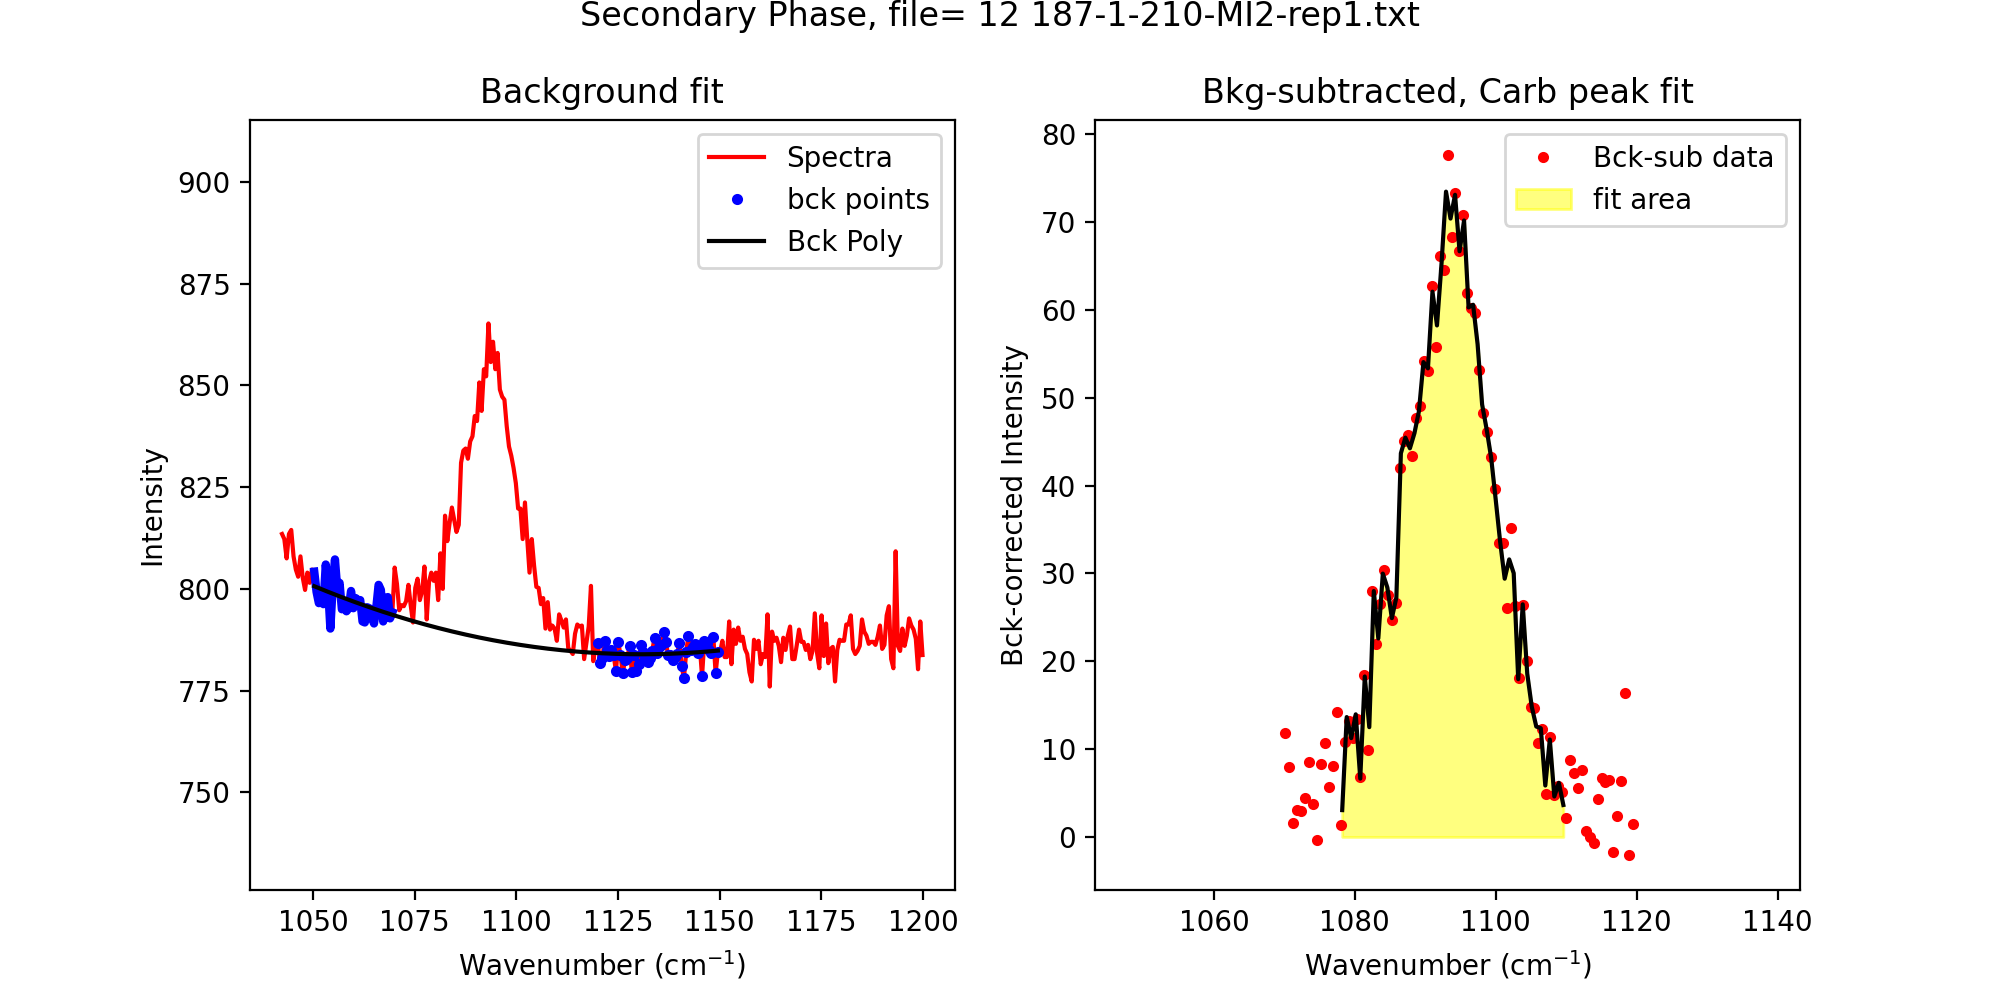 Secondary Phase, file= 12 187-1-210-MI2-rep1.txt
Background fit
Spectra
bck points
Bck Poly
900
875
850
825
800
775
750
Intensity
1050 1075 1100 1125 1150 1175 1200
Wavenumber (cm⁻¹)
Bkg-subtracted, Carb peak fit
Bck-sub data
fit area
80
70
60
50
40
30
20
10
0
Bck-corrected Intensity
1060 1080 1100 1120 1140
Wavenumber (cm⁻¹)